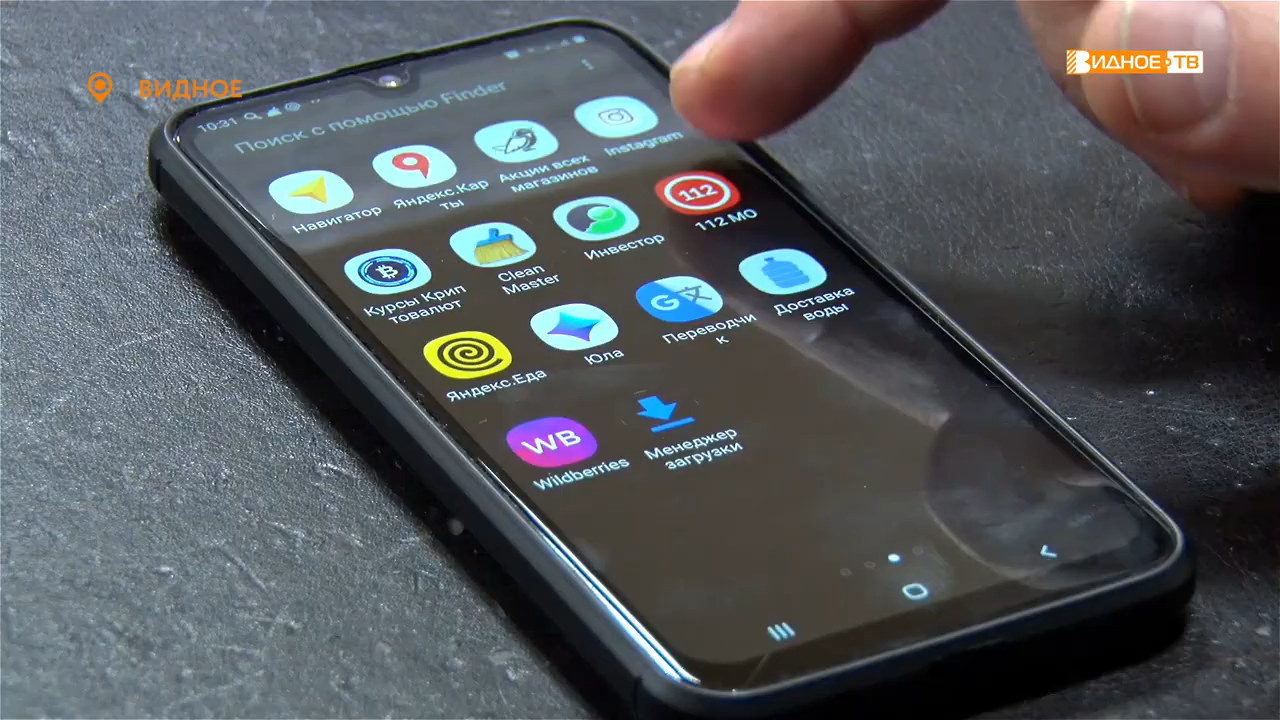 ВИДНОЕ
ВИДНОЕ ТВ
10:31
Поиск с помощью Finder
Навигатор
Яндекс.Кар
ты
Акции всех
магазинов
Instagram
Курсы Крип
товалют
Clean
Master
Инвестор
112
112 МО
Яндекс.Еда
Юла
G
Переводчи
к
Доставка
воды
WB
Wildberries
Менеджер
загрузки